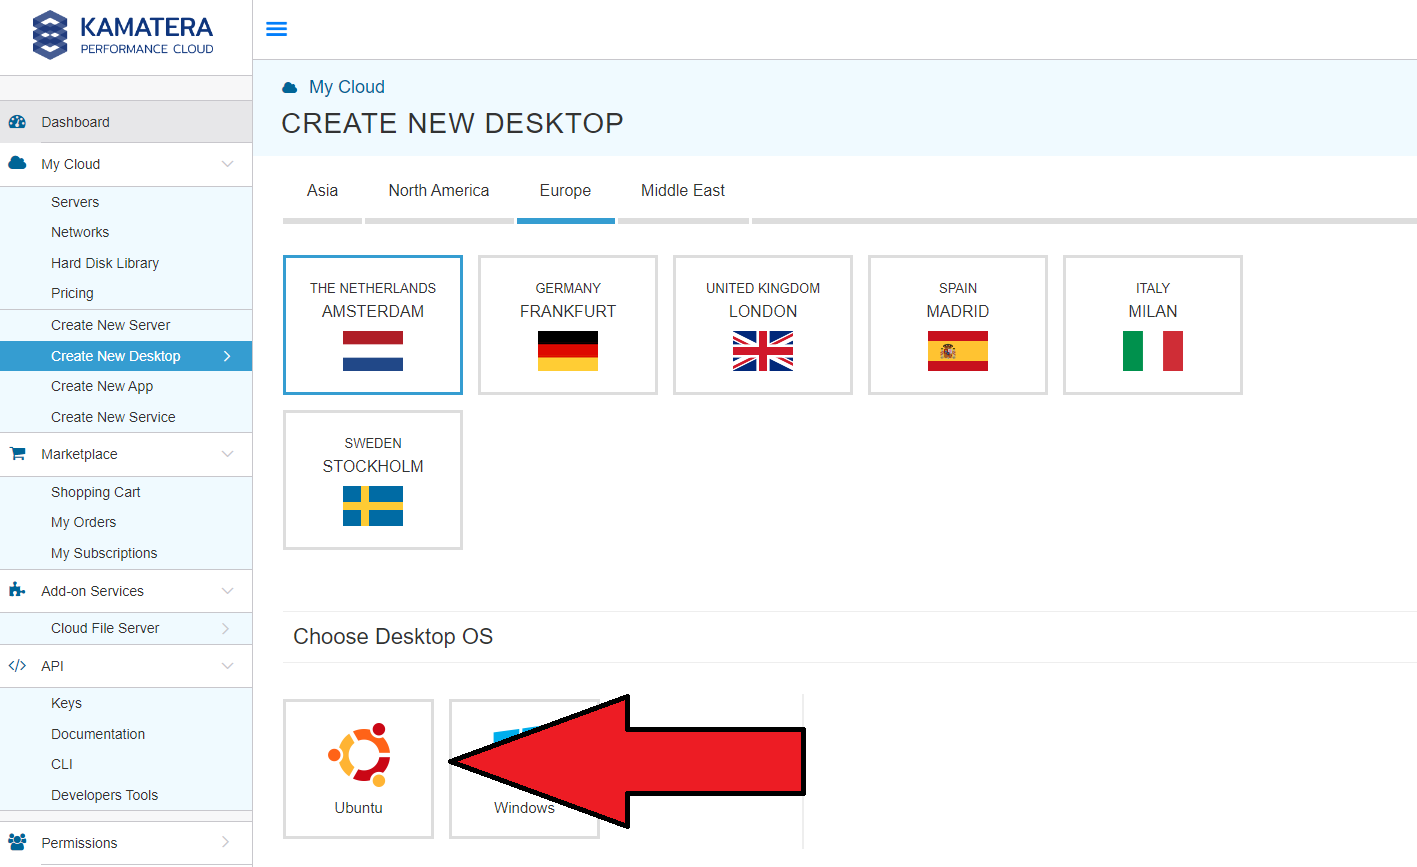 KAMATERA
PERFORMANCE CLOUD
Dashboard
My Cloud
Servers
Networks
Hard Disk Library
Pricing
Create New Server
Create New Desktop
Create New App
Create New Service
Marketplace
Shopping Cart
My Orders
My Subscriptions
Add-on Services
Cloud File Server
API
Keys
Documentation
CLI
Developers Tools
Permissions
My Cloud
CREATE NEW DESKTOP
Asia North America Europe Middle East
THE NETHERLANDS
AMSTERDAM
GERMANY
FRANKFURT
UNITED KINGDOM
LONDON
SPAIN
MADRID
ITALY
MILAN
SWEDEN
STOCKHOLM
Choose Desktop OS
Ubuntu
Windows